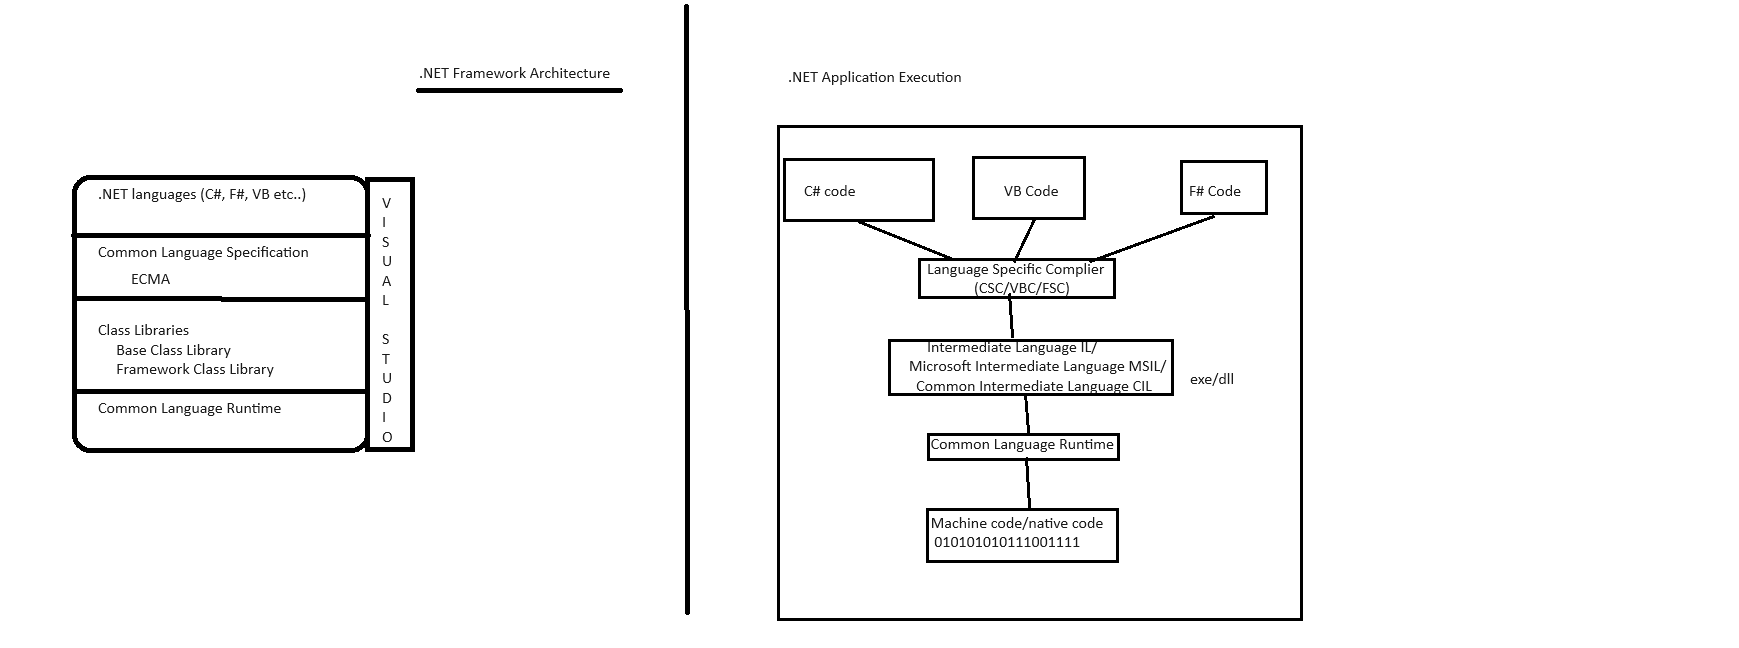 .NET Framework Architecture
.NET languages (C#, F#, VB etc..)
Common Language Specification
ECMA
Class Libraries
Base Class Library
Framework Class Library
Common Language Runtime
V
I
S
U
A
L
S
T
U
D
I
O
.NET Application Execution
C# code
VB Code
F# Code
Language Specific Complier
(CSC/VBC/FSC)
Intermediate Language IL/
Microsoft Intermediate Language MSIL/
Common Intermediate Language CIL
exe/dll
Common Language Runtime
Machine code/native code
010101010111001111